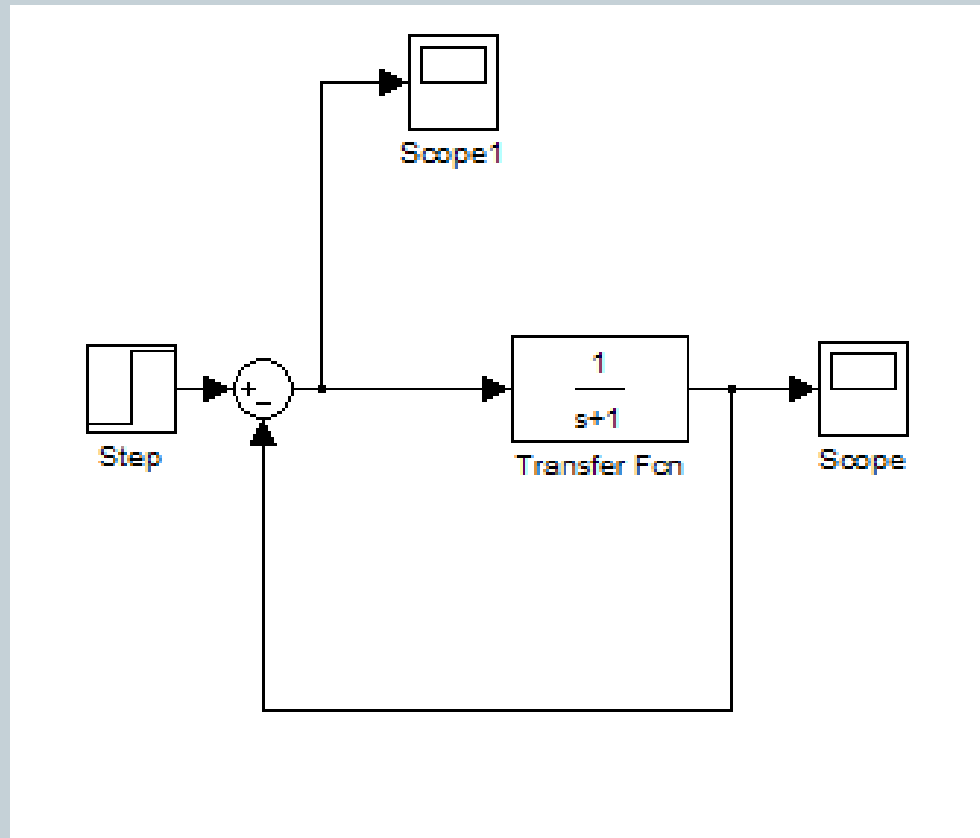 Scope1
+
−
1
s+1
Step
Transfer Fcn
Scope